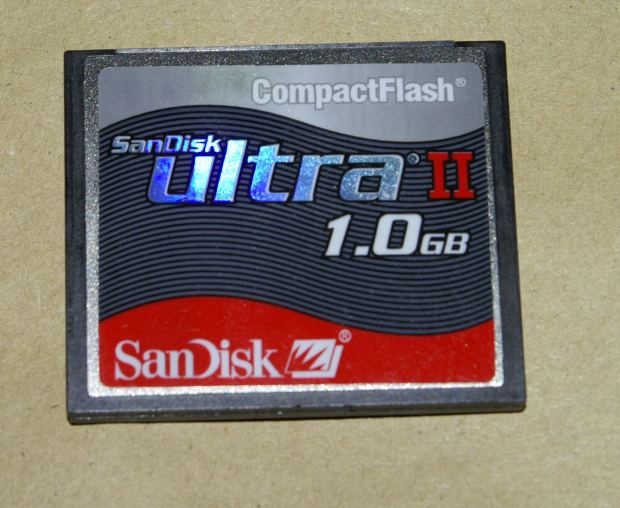 CompactFlash®
SanDisk
ultra® II
1.0GB
SanDisk®